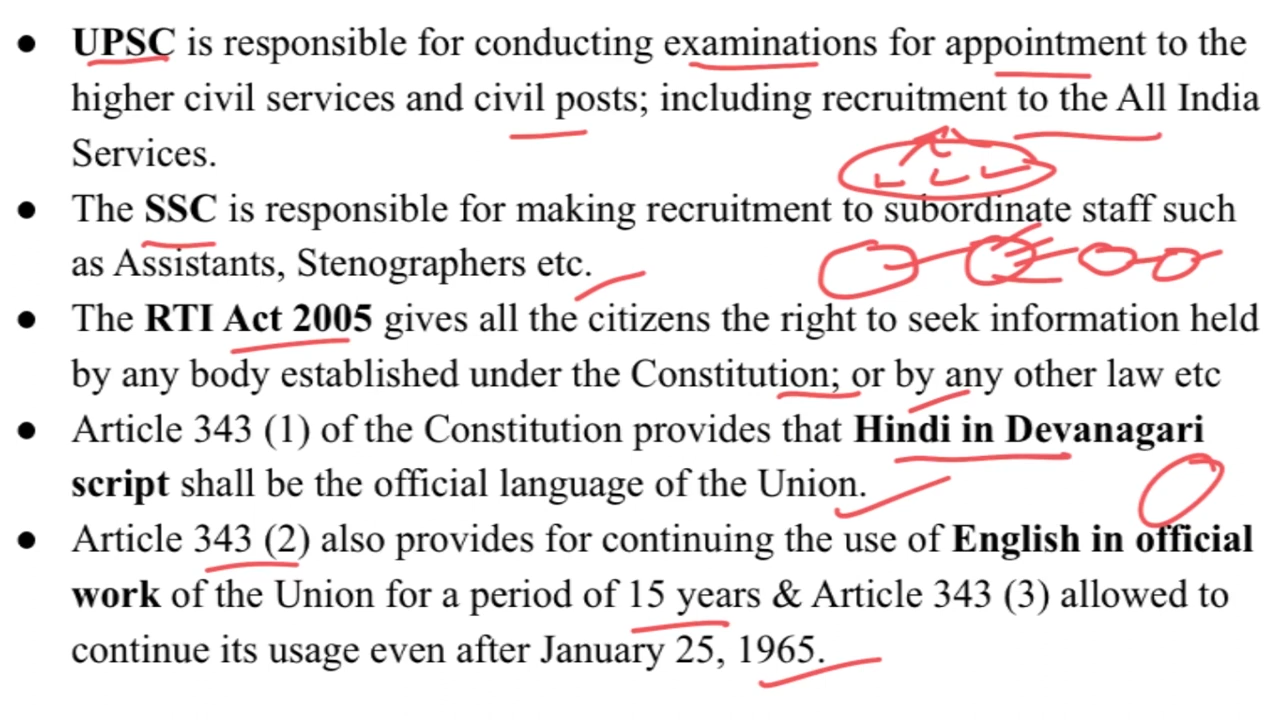 ● UPSC is responsible for conducting examinations for appointment to the
higher civil services and civil posts; including recruitment to the All India
Services.
● The SSC is responsible for making recruitment to subordinate staff such
as Assistants, Stenographers etc.
● The RTI Act 2005 gives all the citizens the right to seek information held
by any body established under the Constitution; or by any other law etc
● Article 343 (1) of the Constitution provides that Hindi in Devanagari
script shall be the official language of the Union.
● Article 343 (2) also provides for continuing the use of English in official
work of the Union for a period of 15 years & Article 343 (3) allowed to
continue its usage even after January 25, 1965.